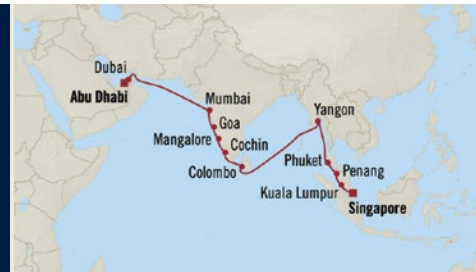 Dubai
Abu Dhabi
Mumbai
Goa
Mangalore
Cochin
Colombo
Yangon
Phuket
Penang
Kuala Lumpur
Singapore